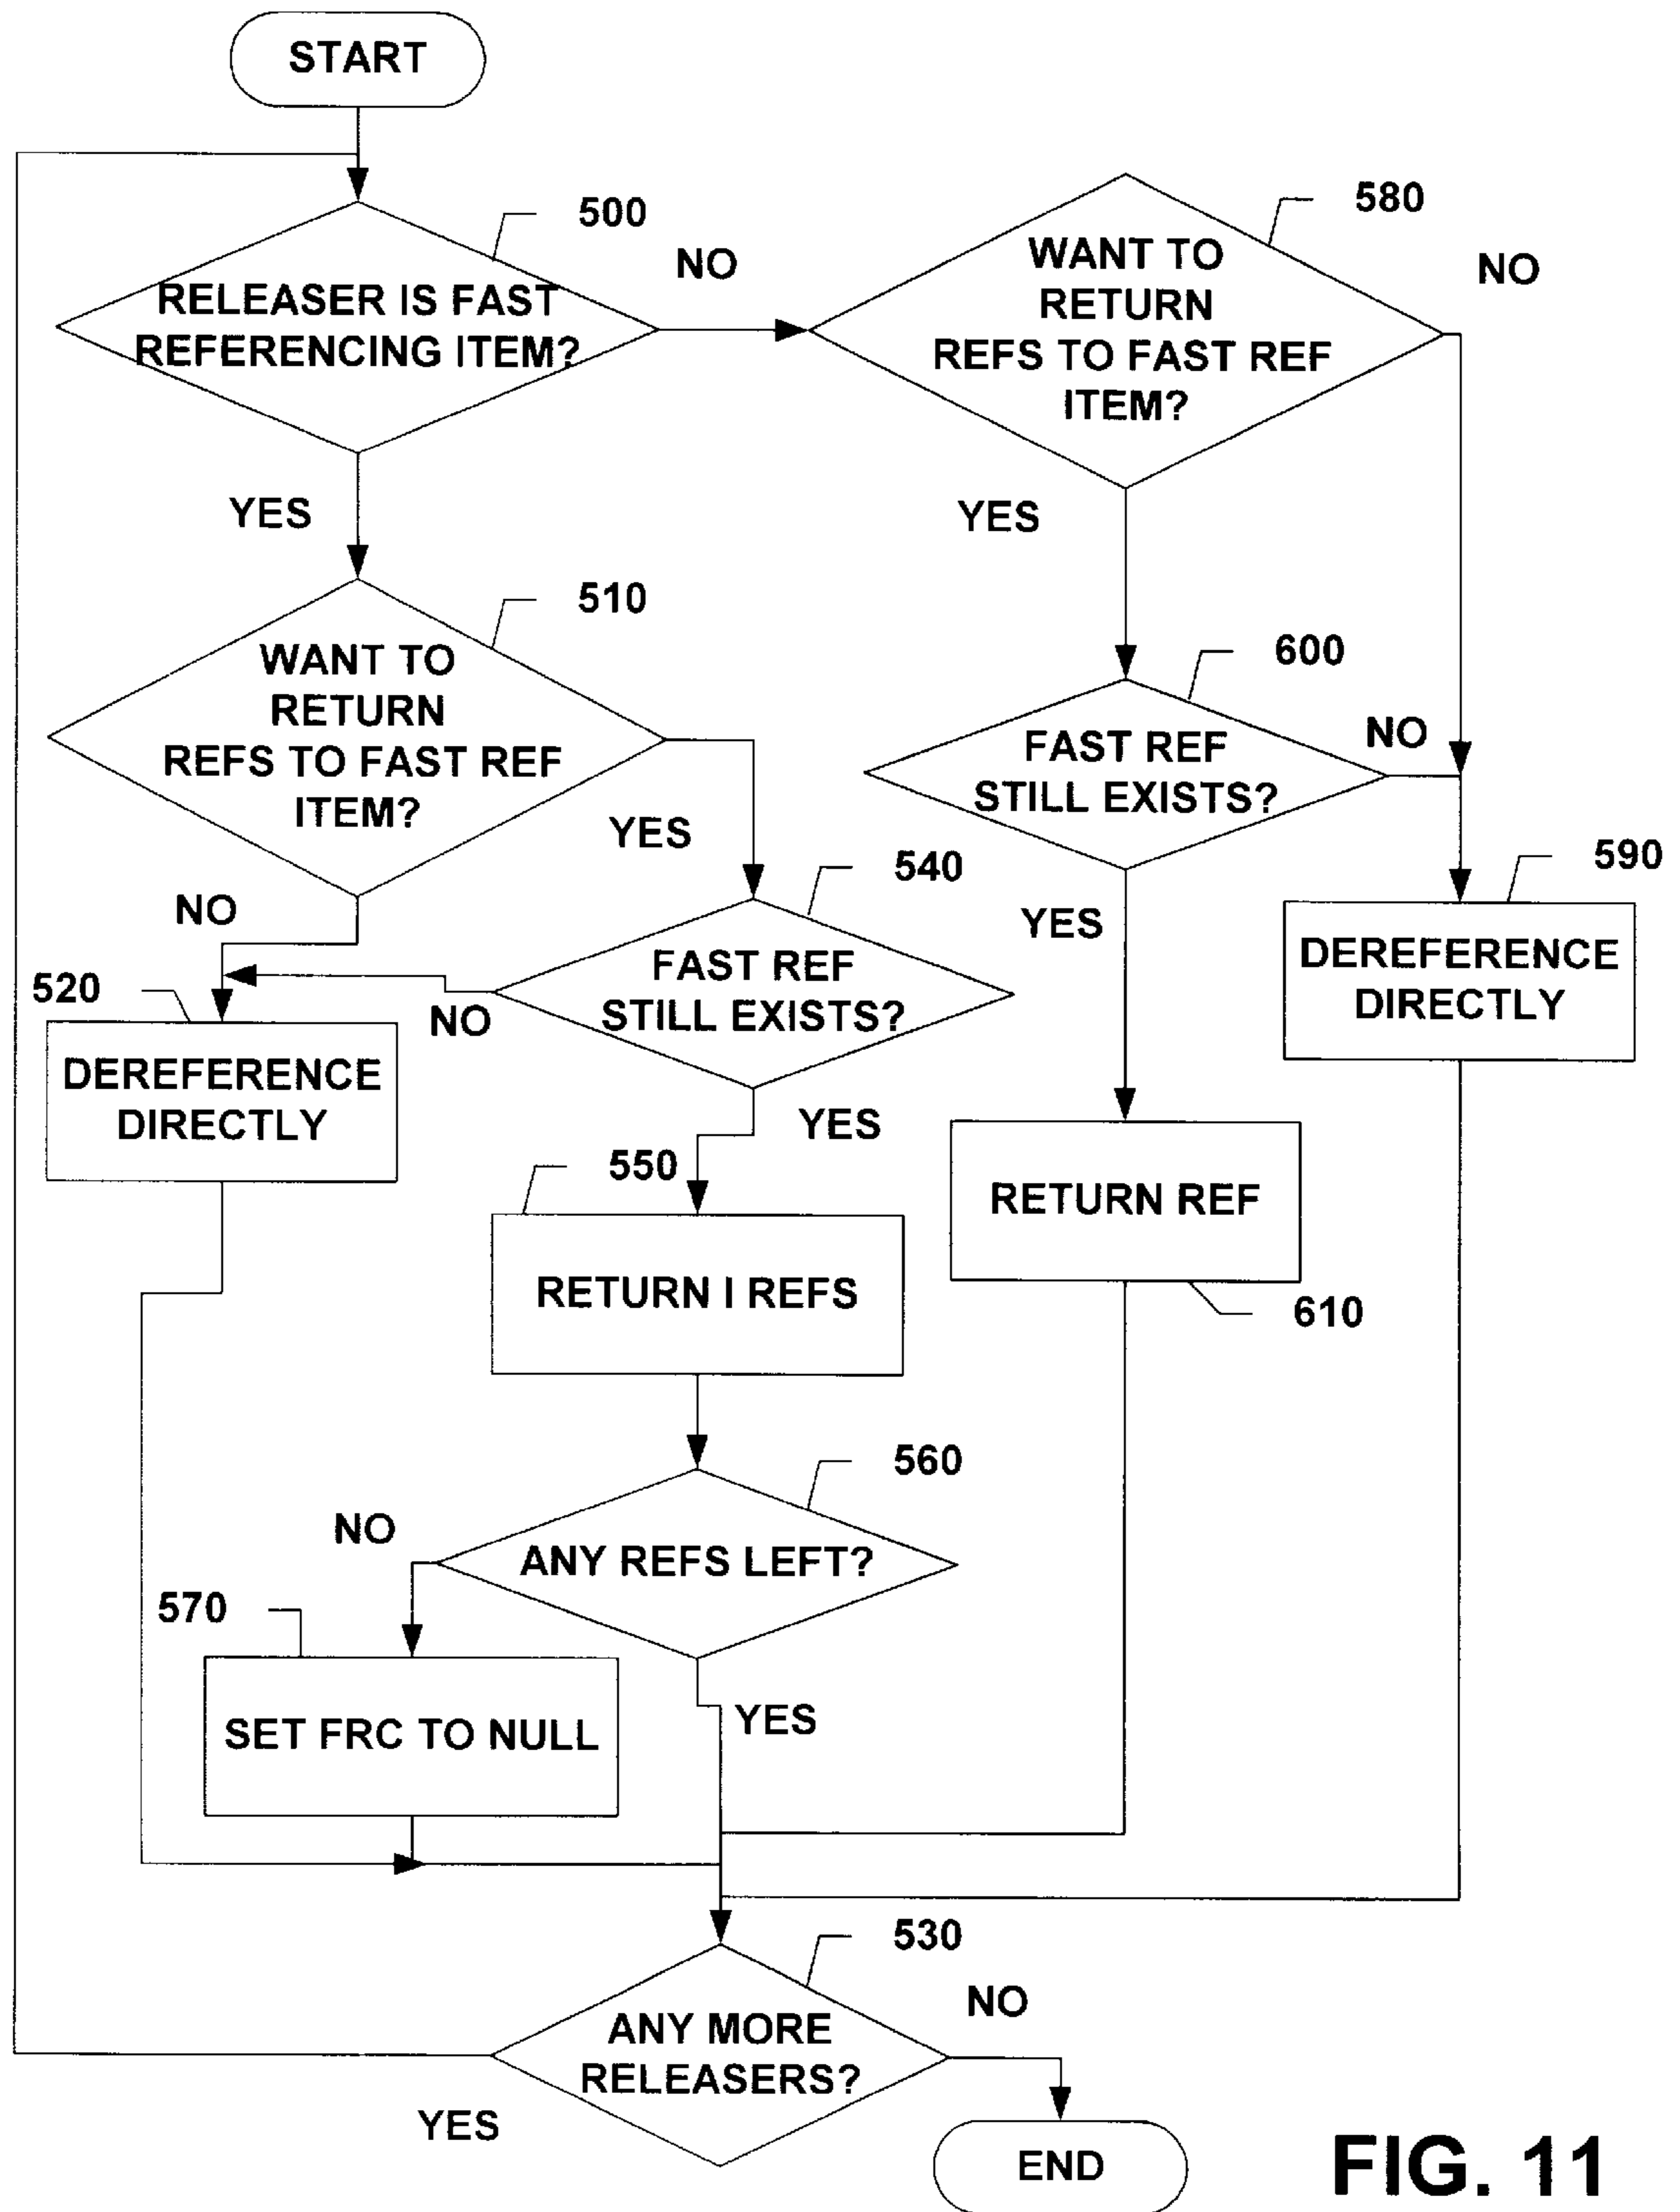 START
500
RELEASER IS FAST
REFERENCING ITEM?
NO
580
WANT TO
RETURN
REFS TO FAST REF
ITEM?
NO
YES
YES
510
WANT TO
RETURN
REFS TO FAST REF
ITEM?
YES
NO
600
FAST REF
STILL EXISTS?
NO
YES
540
FAST REF
STILL EXISTS?
NO
YES
590
DEREFERENCE
DIRECTLY
520
DEREFERENCE
DIRECTLY
550
RETURN I REFS
RETURN REF
610
560
ANY REFS LEFT?
NO
YES
570
SET FRC TO NULL
530
ANY MORE
RELEASERS?
NO
YES
END
FIG. 11